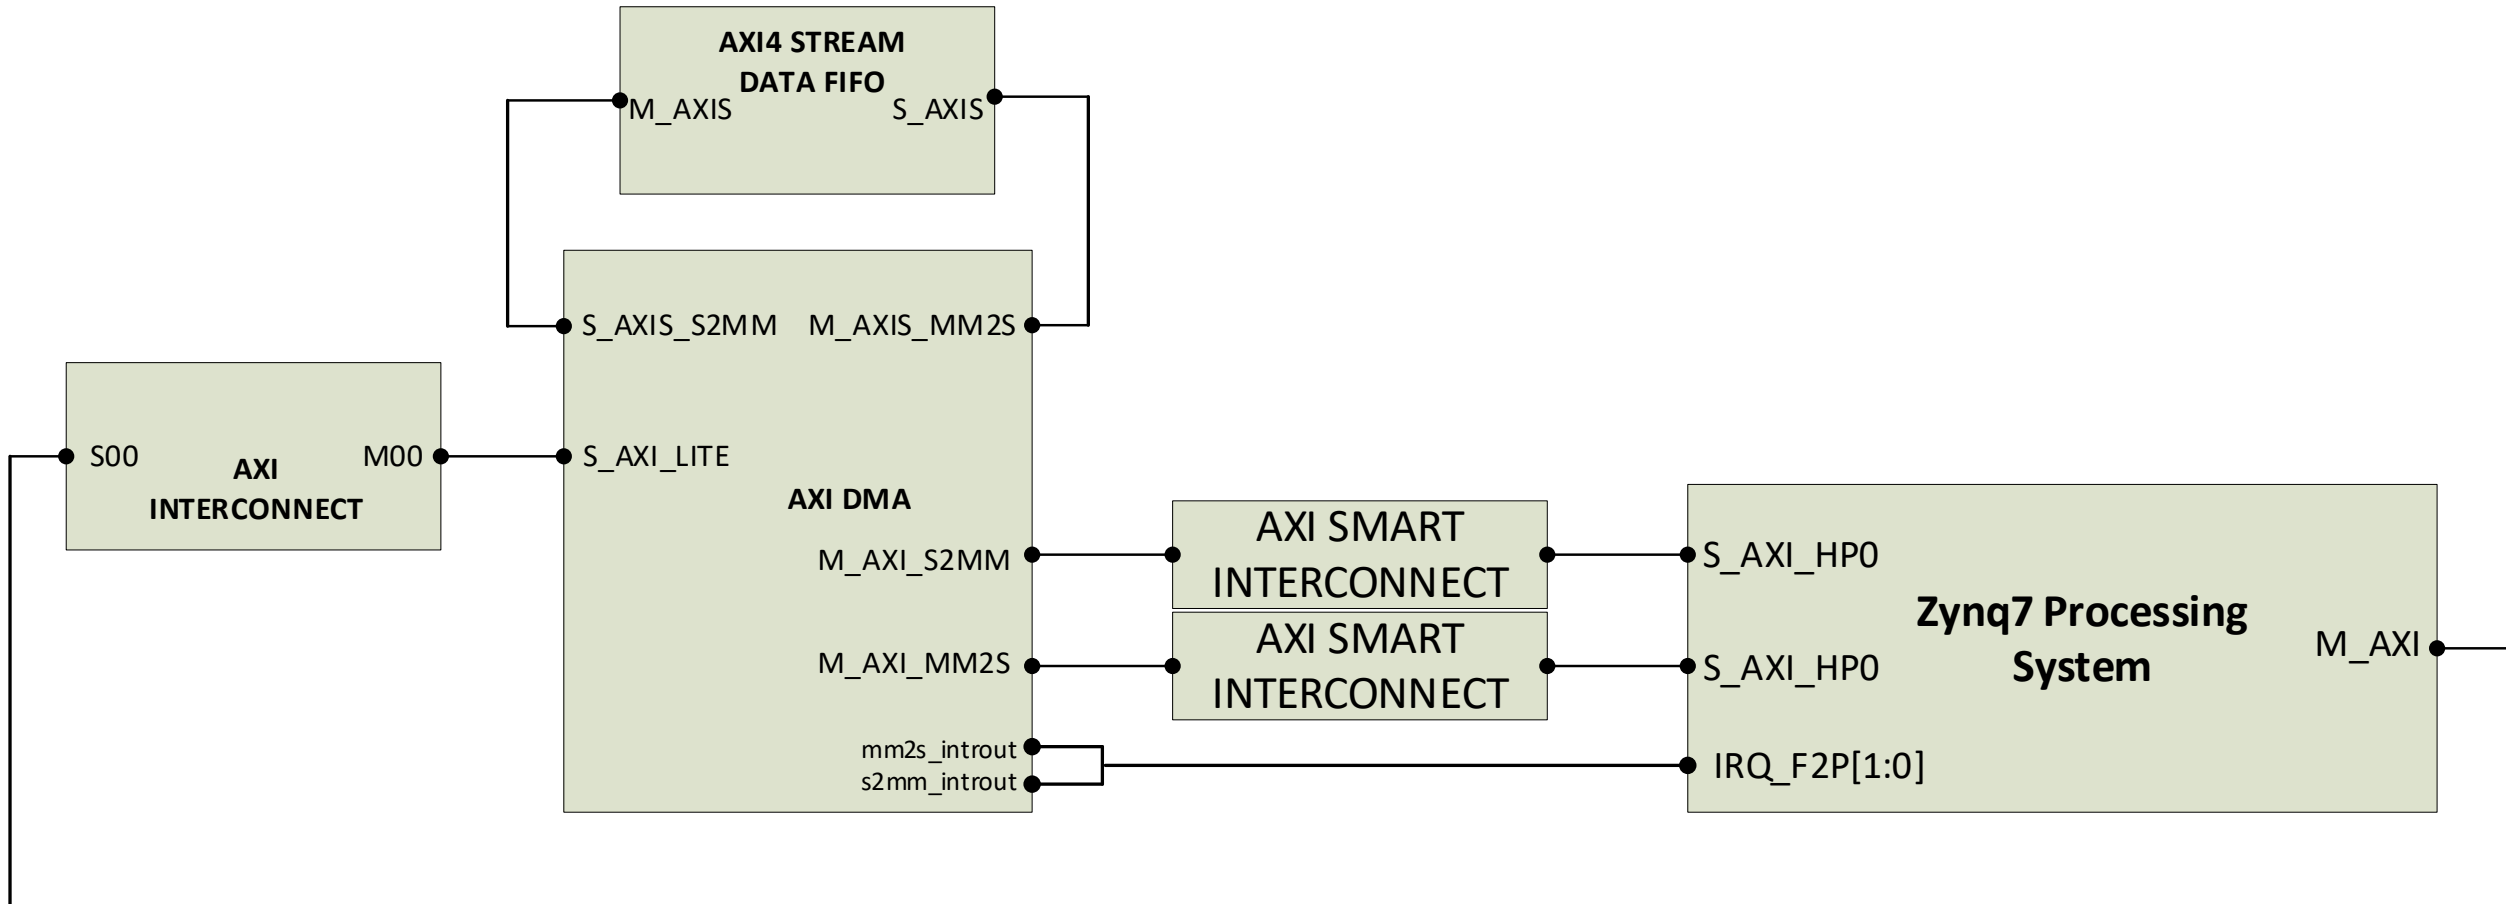 AXI4 STREAM
DATA FIFO
M_AXIS
S_AXIS
S_AXIS_S2MM
M_AXIS_MM2S
S00
M00
AXI
INTERCONNECT
S_AXI_LITE
AXI DMA
M_AXI_S2MM
M_AXI_MM2S
mm2s_introut
s2mm_introut
AXI SMART
INTERCONNECT
AXI SMART
INTERCONNECT
S_AXI_HP0
S_AXI_HP0
Zynq7 Processing
System
M_AXI
IRQ_F2P[1:0]